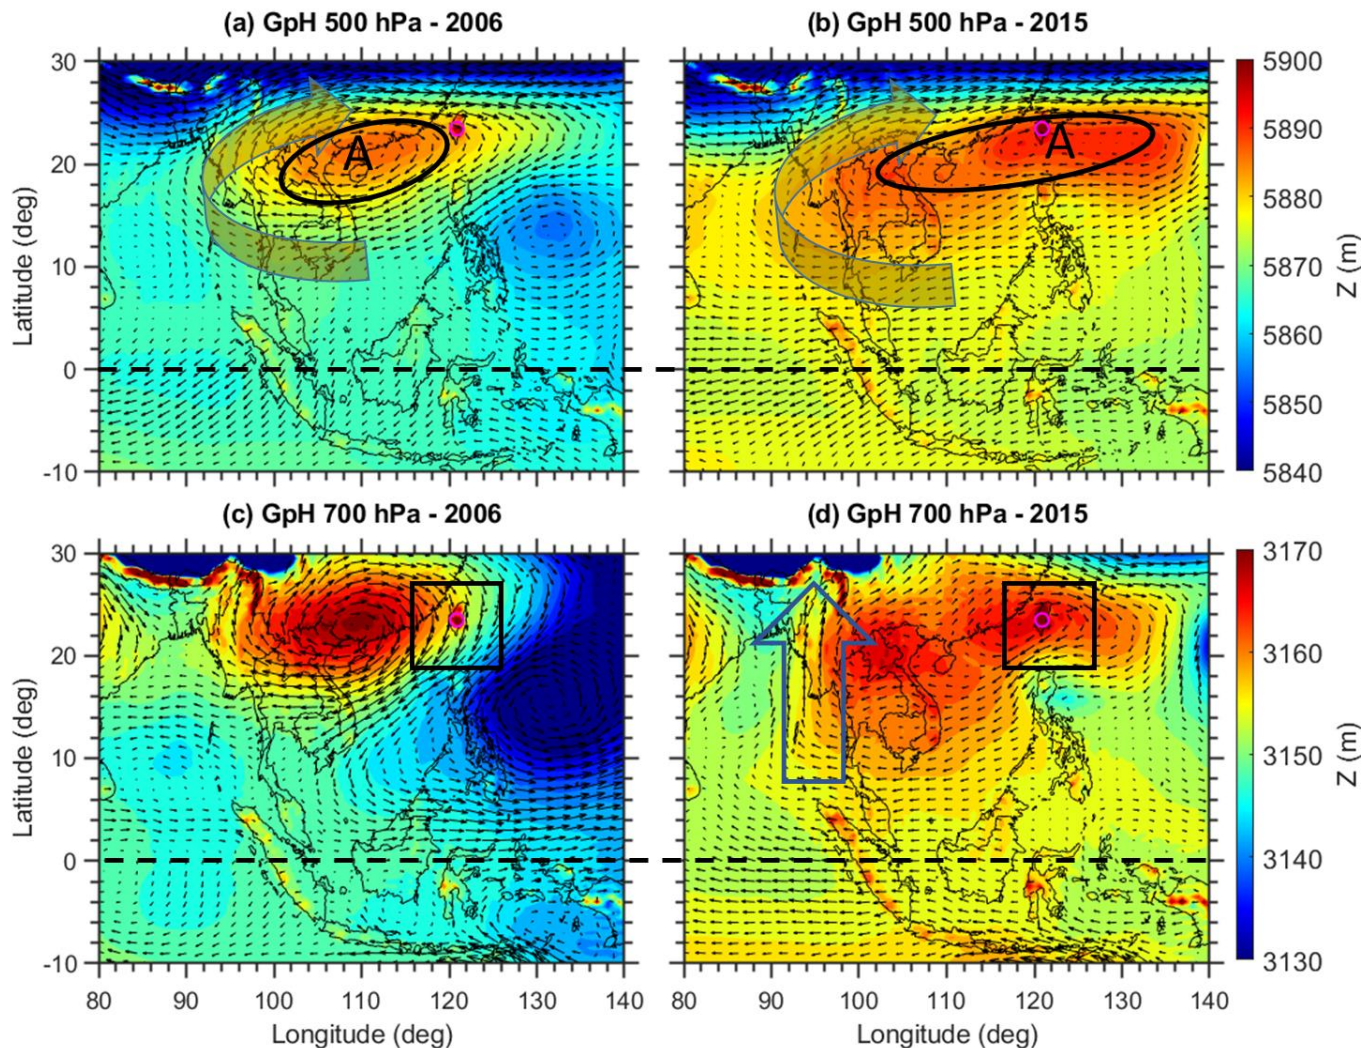 (a) GpH 500 hPa - 2006
(b) GpH 500 hPa - 2015
30
20
10
0
-10
Latitude (deg)
A
A
5900
5890
5880
5870
5860
5850
5840
Z (m)
(c) GpH 700 hPa - 2006
(d) GpH 700 hPa - 2015
30
20
10
0
-10
Latitude (deg)
80 90 100 110 120 130 140
80 90 100 110 120 130 140
Longitude (deg)
Longitude (deg)
3170
3160
3150
3140
3130
Z (m)